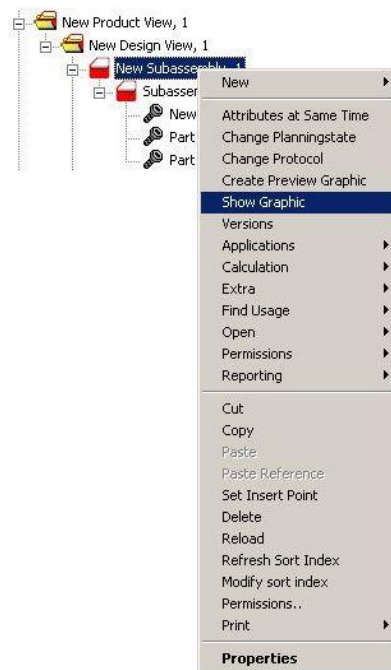 New Product View, 1
New Design View, 1
New Subassembly, 1
Subasser
New
Part
Part
New
Attributes at Same Time
Change Planningstate
Change Protocol
Create Preview Graphic
Show Graphic
Versions
Applications
Calculation
Extra
Find Usage
Open
Permissions
Reporting
Cut
Copy
Paste
Paste Reference
Set Insert Point
Delete
Reload
Refresh Sort Index
Modify sort index
Permissions..
Print
Properties